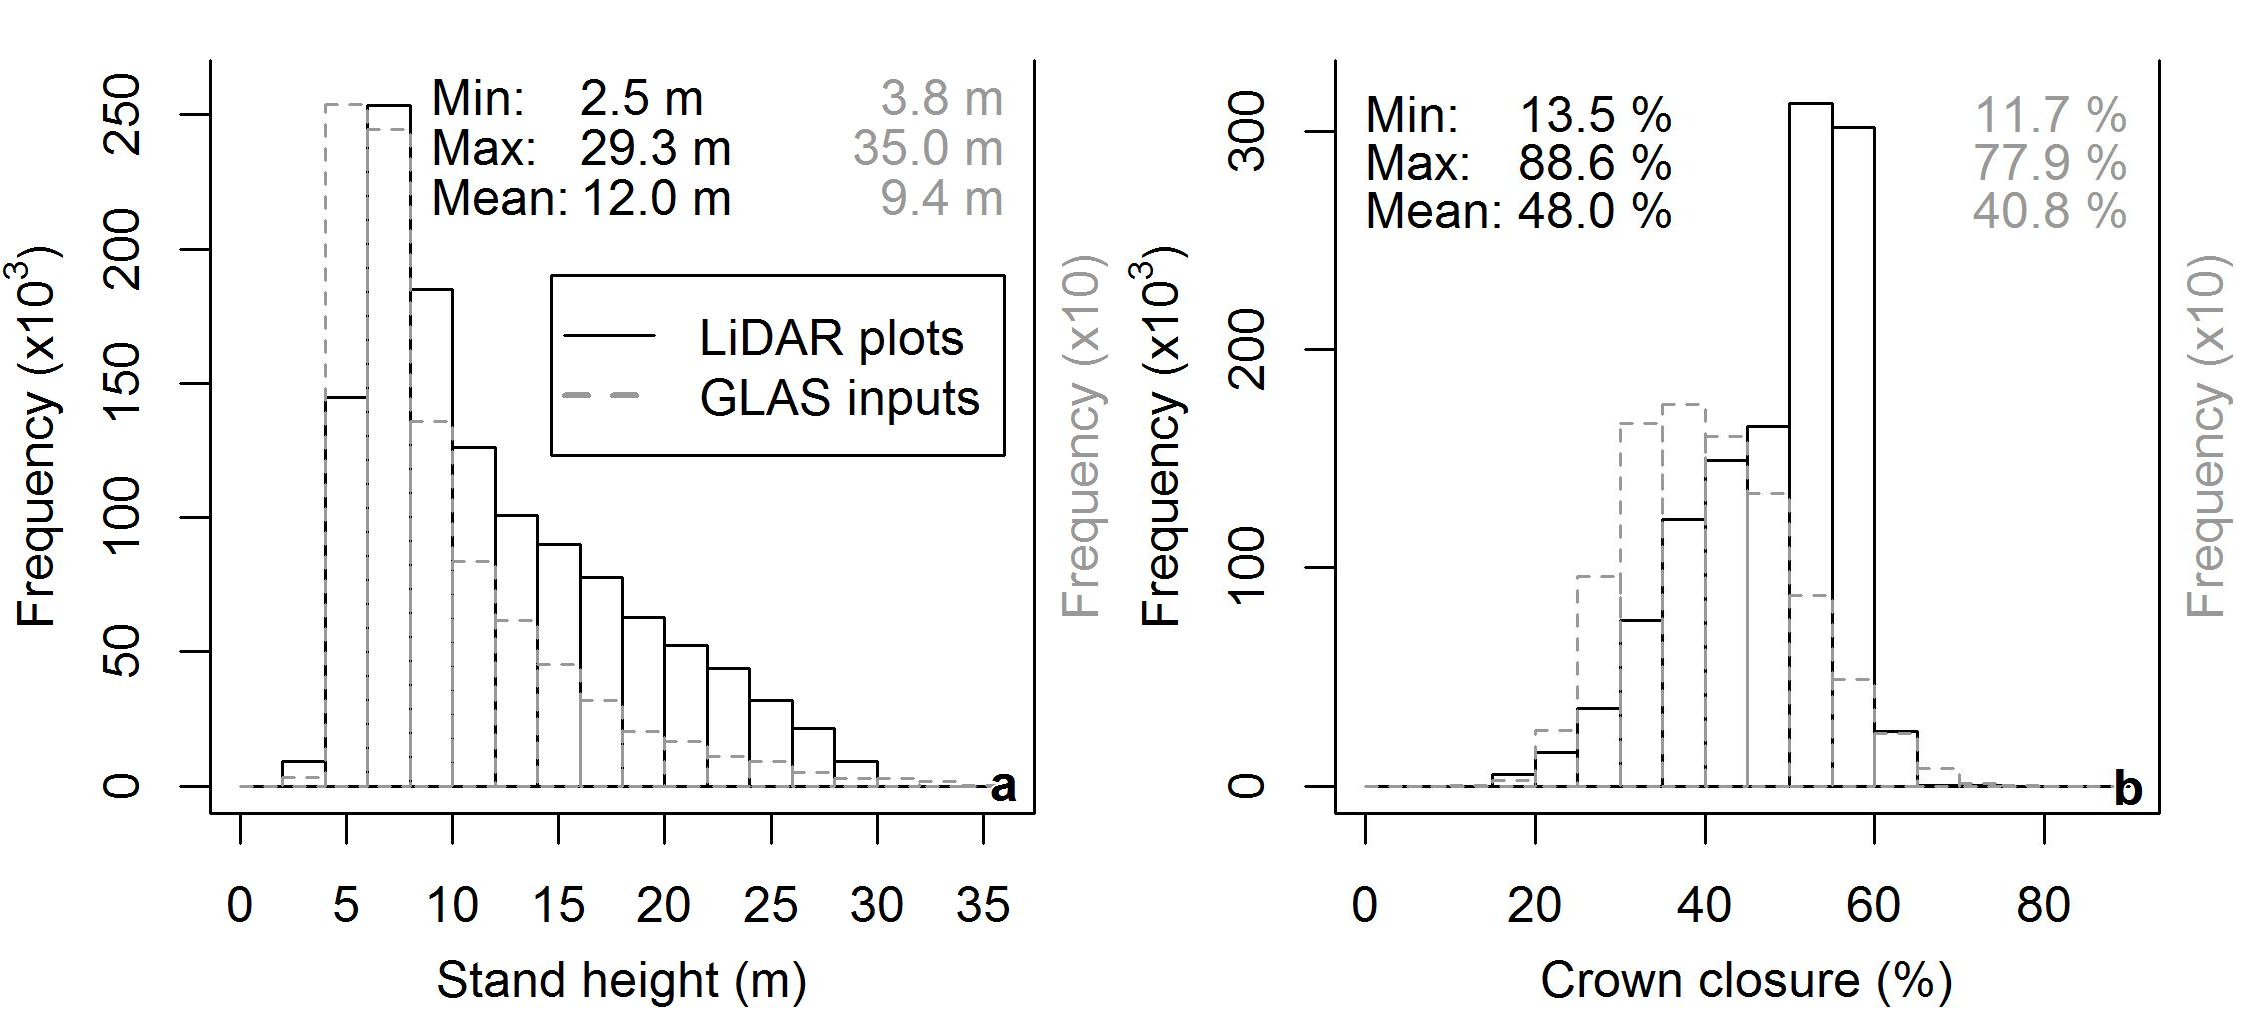 Frequency (x10³)
250
200
150
100
50
0
Min: 2.5 m 3.8 m
Max: 29.3 m 35.0 m
Mean: 12.0 m 9.4 m
LiDAR plots
GLAS inputs
a
Frequency (x10)
0 5 10 15 20 25 30 35
Stand height (m)
Frequency (x10³)
300
200
100
0
Min: 13.5 % 11.7 %
Max: 88.6 % 77.9 %
Mean: 48.0 % 40.8 %
b
Frequency (x10)
0 20 40 60 80
Crown closure (%)